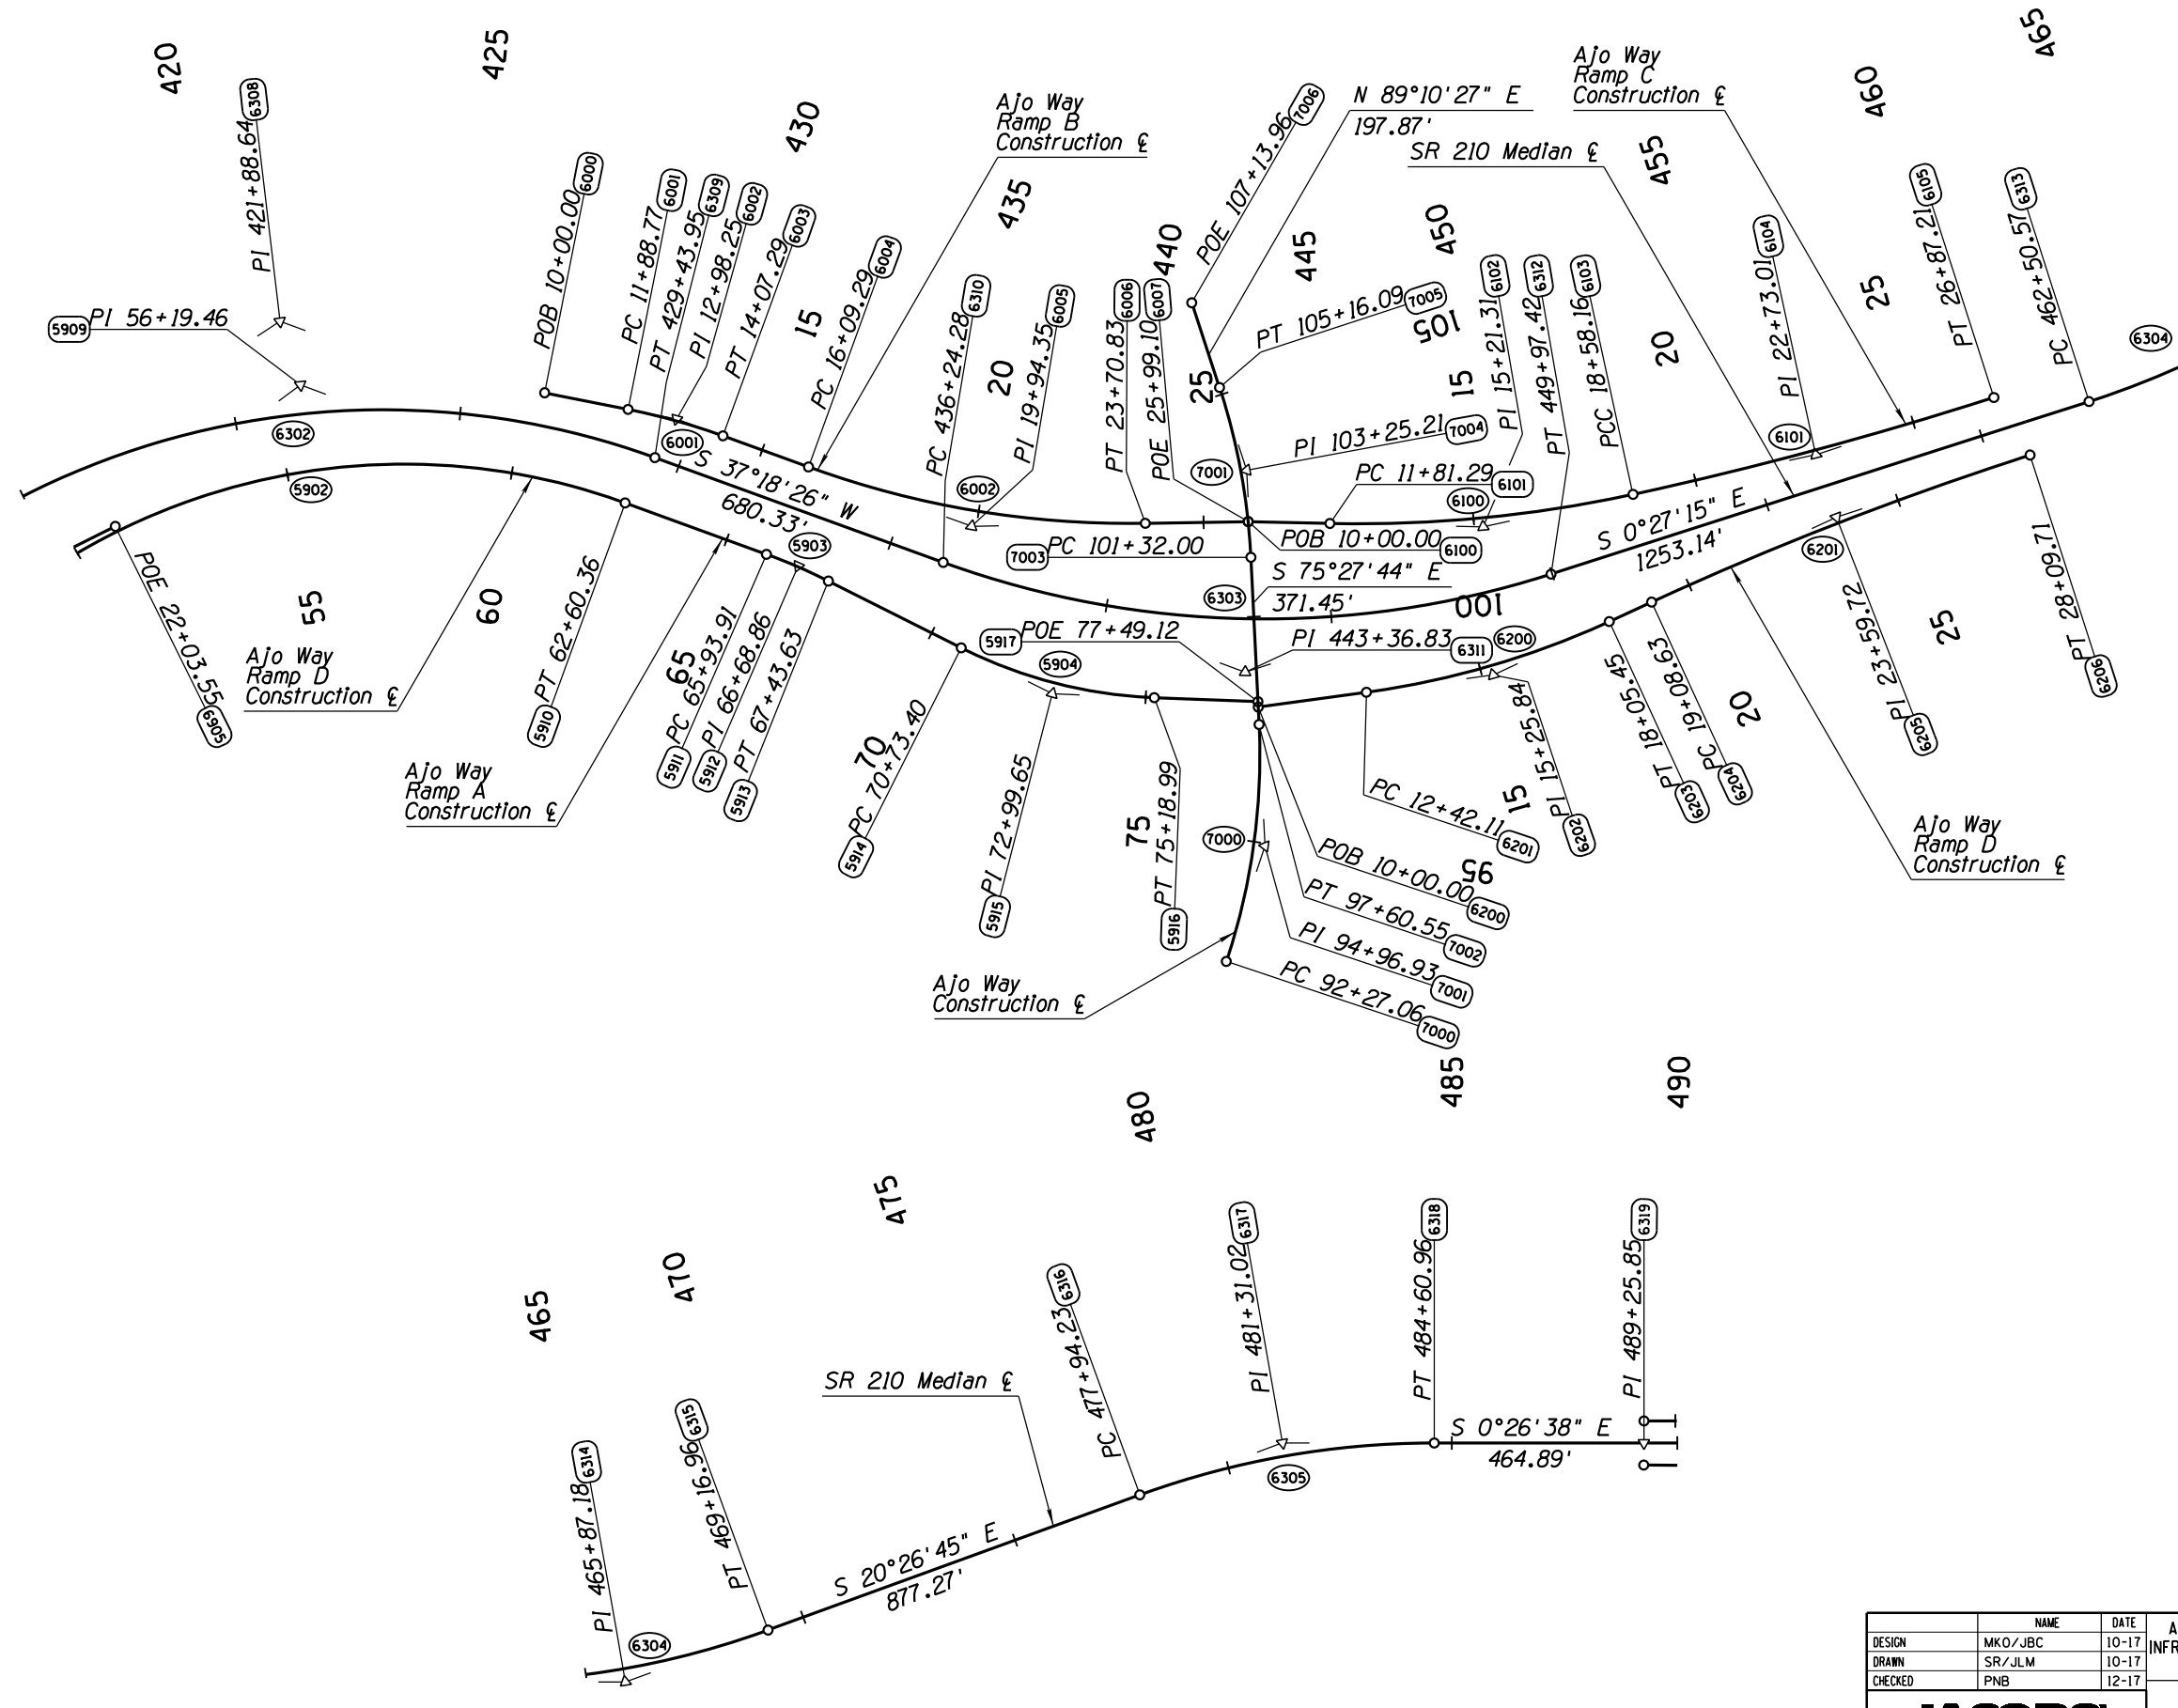 420
425
430
435
440
445
450
455
460
465
PI 421+88.64 6308
5909 PI 56+19.46
POB 10+00.00 6000
PC 11+88.77 6001
PT 429+43.95 6309
PI 12+98.25 6002
PT 14+07.29 6003
PC 16+09.29 6004
Ajo Way
Ramp B
Construction ℄
PC 436+24.28 6310
PI 19+94.35 6005
PT 23+70.83 6006
POE 25+99.10 6007
POE 107+13.96 7006
N 89°10'27" E
197.87'
SR 210 Median ℄
Ajo Way
Ramp C
Construction ℄
PT 105+16.09 7005
105
PI 103+25.21 7004
PC 11+81.29 6101
PI 15+21.31 6102
PT 449+97.42 6312
PCC 18+58.16 6103
PI 22+73.01 6104
PT 26+87.21 6105
PC 462+50.57 6313
6304
15
20
25
15
20
25
6302
5902
6001
S 37°18'26" W
680.33'
5903
6002
7001
6100
6101
7003 PC 101+32.00
POB 10+00.00 6100
S 75°27'44" E
371.45'
6303
100
S 0°27'15" E
1253.14'
6201
5917 POE 77+49.12
PI 443+36.83 6311
6200
5904
POE 22+03.55 5069
55
60
65
70
75
Ajo Way
Ramp D
Construction ℄
PT 62+60.36 5910
Ajo Way
Ramp A
Construction ℄
PC 65+93.91 5911
PI 66+68.86 5912
PT 67+43.63 5913
PC 70+73.40 5914
PI 72+99.65 5915
PT 75+18.99 5916
7000
PC 12+42.11 6201
15
PI 15+25.84 6202
PT 18+05.45 6203
PC 19+08.63 6204
20
PI 23+59.72 6205
25
PT 28+09.71 6206
Ajo Way
Ramp D
Construction ℄
95
POB 10+00.00 6200
PT 97+60.55 7002
PI 94+96.93 7001
PC 92+27.06 7000
Ajo Way
Construction ℄
465
470
475
480
485
490
PI 465+87.18 6314
PT 469+16.96 6315
SR 210 Median ℄
PC 477+94.23 6316
PI 481+31.02 6317
PT 484+60.96 6318
PI 489+25.85 6319
S 0°26'38" E
464.89'
6305
S 20°26'45" E
877.27'
6304
NAME DATE
DESIGN MKO/JBC 10-17
DRAWN SR/JLM 10-17
CHECKED PNB 12-17
A
INFR